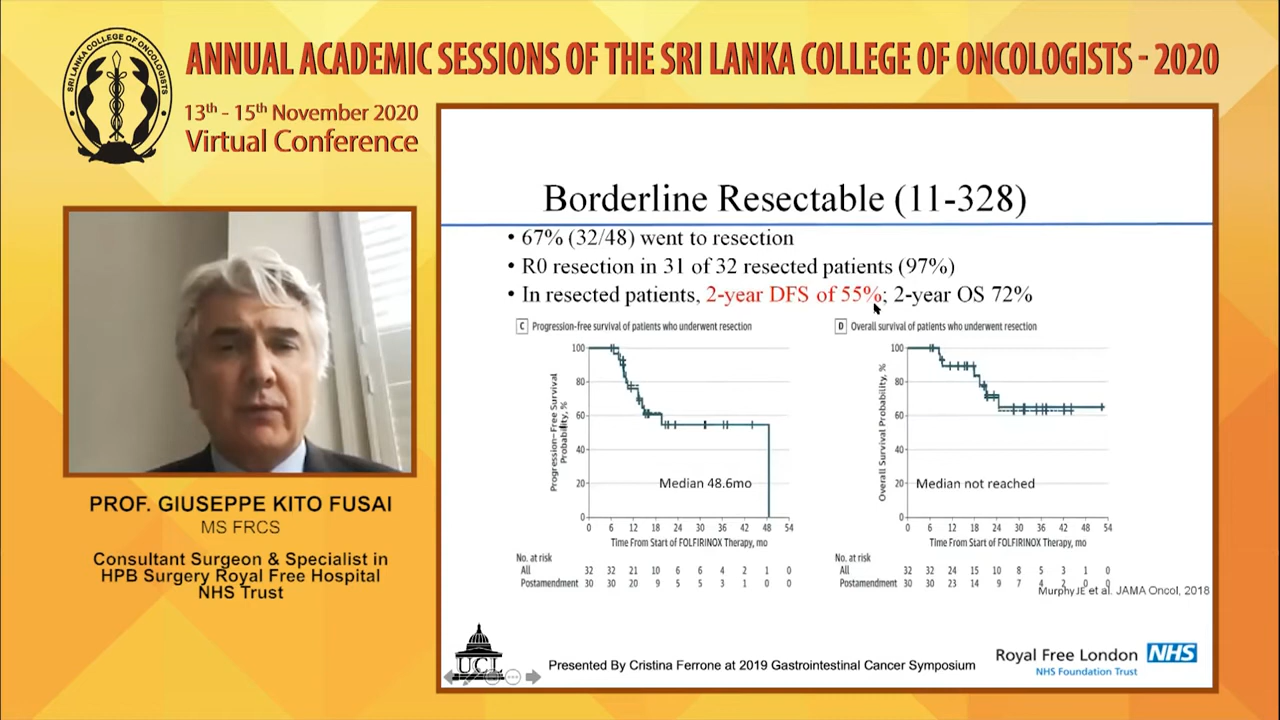 SRI LANKA COLLEGE OF ONCOLOGISTS
ANNUAL ACADEMIC SESSIONS OF THE SRI LANKA COLLEGE OF ONCOLOGISTS - 2020
13th - 15th November 2020
Virtual Conference
PROF. GIUSEPPE KITO FUSAI
MS FRCS
Consultant Surgeon & Specialist in
HPB Surgery Royal Free Hospital
NHS Trust
Borderline Resectable (11-328)
• 67% (32/48) went to resection
• R0 resection in 31 of 32 resected patients (97%)
• In resected patients, 2-year DFS of 55%; 2-year OS 72%
C Progression-free survival of patients who underwent resection
Progression-Free Survival
Probability, %
100
80
60
40
20
0
Median 48.6mo
0 6 12 18 24 30 36 42 48 54
Time From Start of FOLFIRINOX Therapy, mo
No. at risk
All 32 32 21 10 6 6 4 2 1 0
Postamendment 30 30 20 9 5 5 3 1 0 0
D Overall survival of patients who underwent resection
Overall Survival Probability, %
100
80
60
40
20
0
Median not reached
0 6 12 18 24 30 36 42 48 54
Time From Start of FOLFIRINOX Therapy, mo
No. at risk
All 32 32 24 15 10 8 5 3 1 0
Postamendment 30 30 23 14 9 7 4 2 0 0
Murphy JE et al. JAMA Oncol, 2018
UCL
Presented By Cristina Ferrone at 2019 Gastrointestinal Cancer Symposium
Royal Free London NHS
NHS Foundation Trust